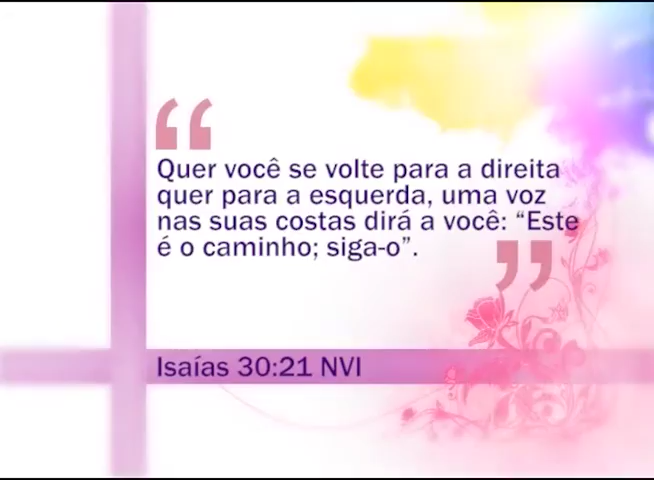 “
Quer você se volte para a direita
quer para a esquerda, uma voz
nas suas costas dirá a você: “Este
é o caminho; siga-o”.
”
Isaías 30:21 NVI